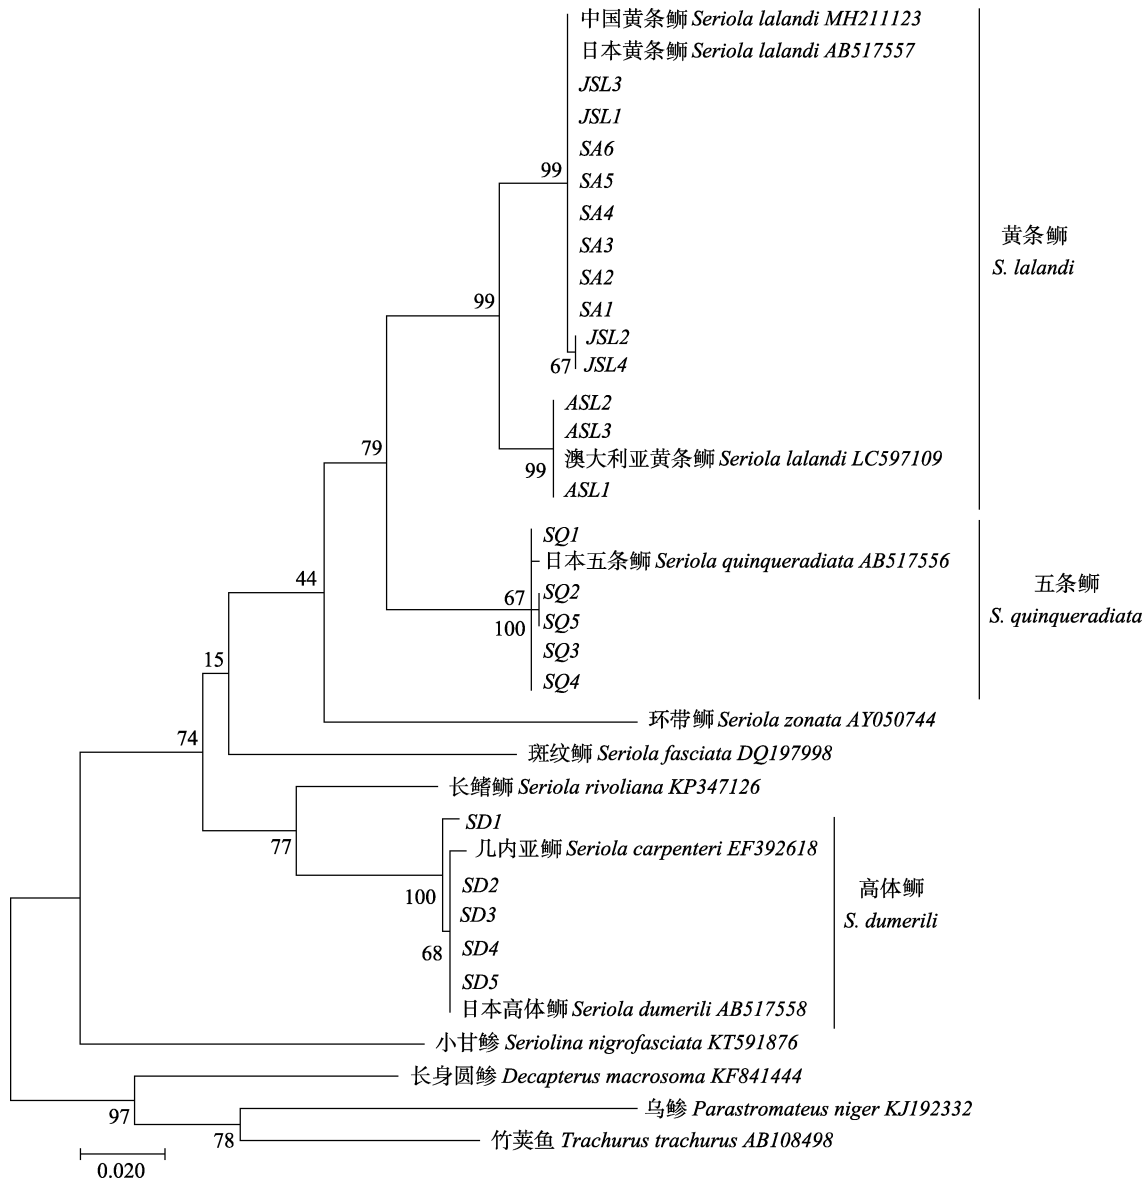 中国黄条鰤 Seriola lalandi MH211123
日本黄条鰤 Seriola lalandi AB517557
JSL3
JSL1
SA6
99
SA5
SA4
SA3
黄条鰤
S. lalandi
SA2
99
SA1
JSL2
67
JSL4
ASL2
ASL3
79
澳大利亚黄条鰤 Seriola lalandi LC597109
99
ASL1
SQ1
日本五条鰤 Seriola quinqueradiata AB517556
44
67
SQ2
五条鰤
S. quinqueradiata
100
SQ5
SQ3
15
SQ4
环带鰤 Seriola zonata AY050744
74
斑纹鰤 Seriola fasciata DQ197998
长鳍鰤 Seriola rivoliana KP347126
SD1
77
几内亚鰤 Seriola carpenteri EF392618
SD2
100
高体鰤
S. dumerili
SD3
68
SD4
SD5
日本高体鰤 Seriola dumerili AB517558
小甘鲹 Seriolina nigrofasciata KT591876
长身圆鲹 Decapterus macrosoma KF841444
97
乌鲹 Parastromateus niger KJ192332
78
竹荚鱼 Trachurus trachurus AB108498
0.020